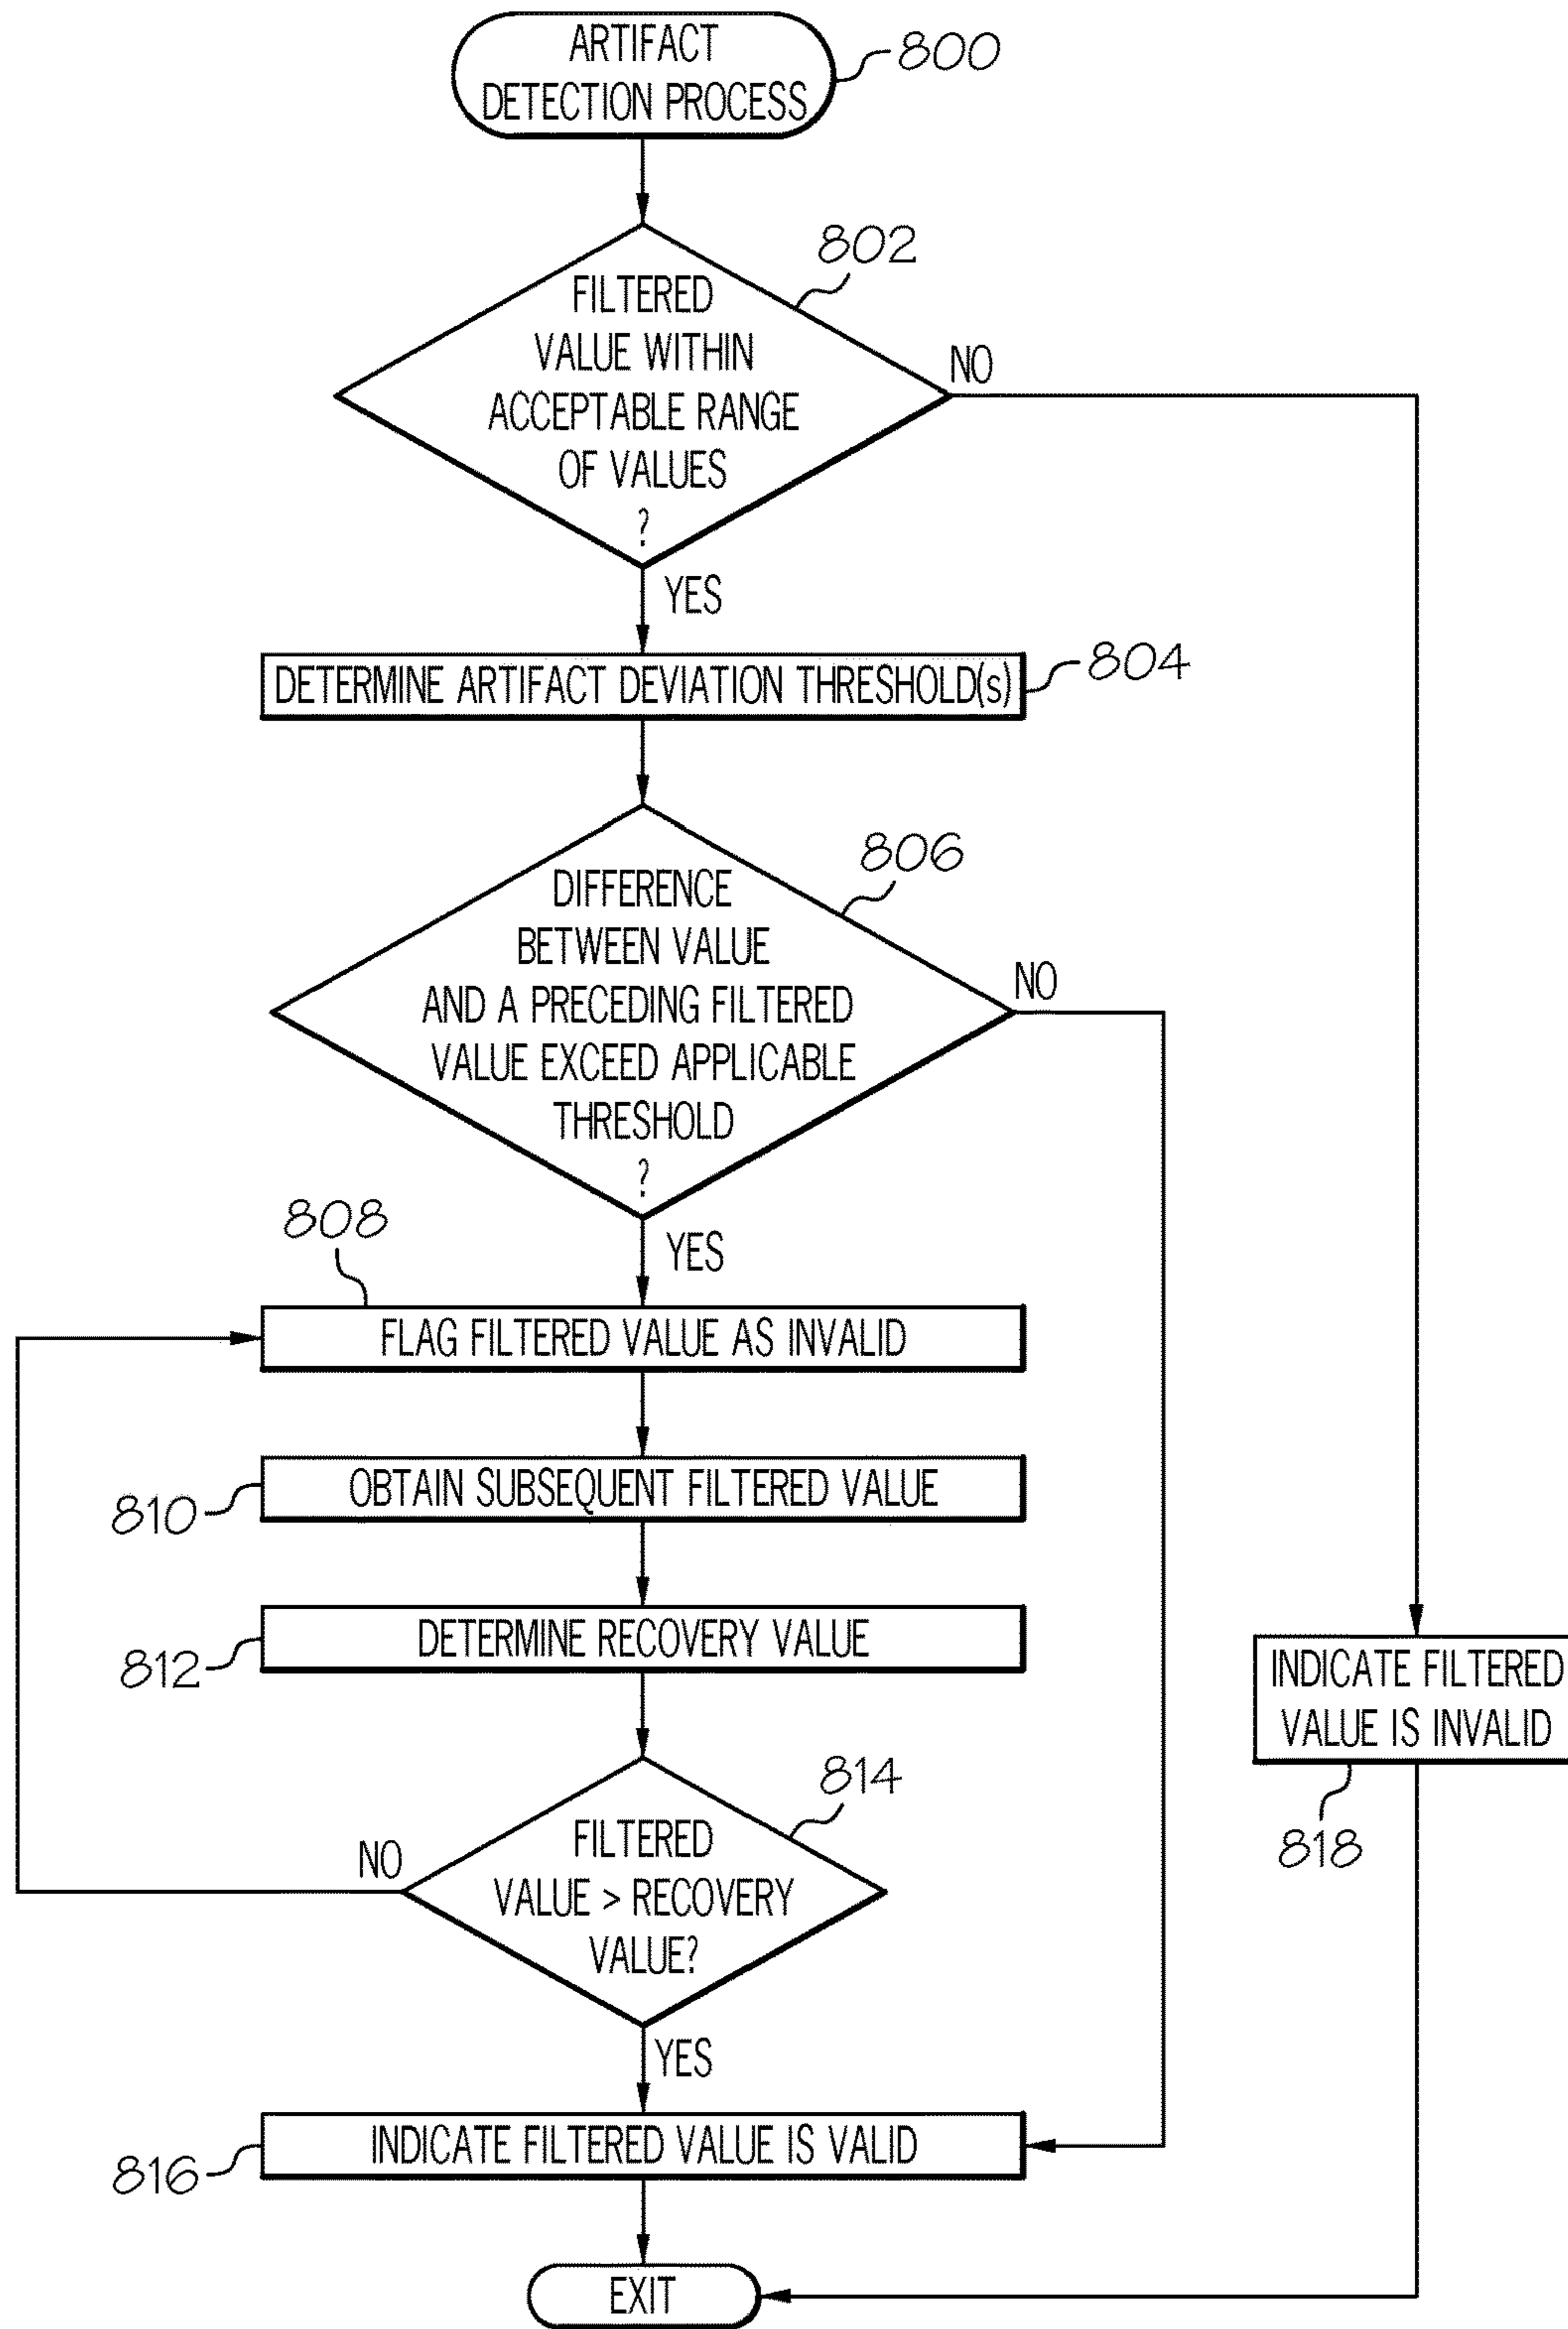 ARTIFACT
DETECTION PROCESS
800
802
FILTERED
VALUE WITHIN
ACCEPTABLE RANGE
OF VALUES
?
NO
YES
DETERMINE ARTIFACT DEVIATION THRESHOLD(s)
804
806
DIFFERENCE
BETWEEN VALUE
AND A PRECEDING FILTERED
VALUE EXCEED APPLICABLE
THRESHOLD
?
NO
YES
808
FLAG FILTERED VALUE AS INVALID
OBTAIN SUBSEQUENT FILTERED VALUE
810
DETERMINE RECOVERY VALUE
812
814
FILTERED
VALUE > RECOVERY
VALUE?
NO
YES
INDICATE FILTERED
VALUE IS INVALID
818
INDICATE FILTERED VALUE IS VALID
816
EXIT